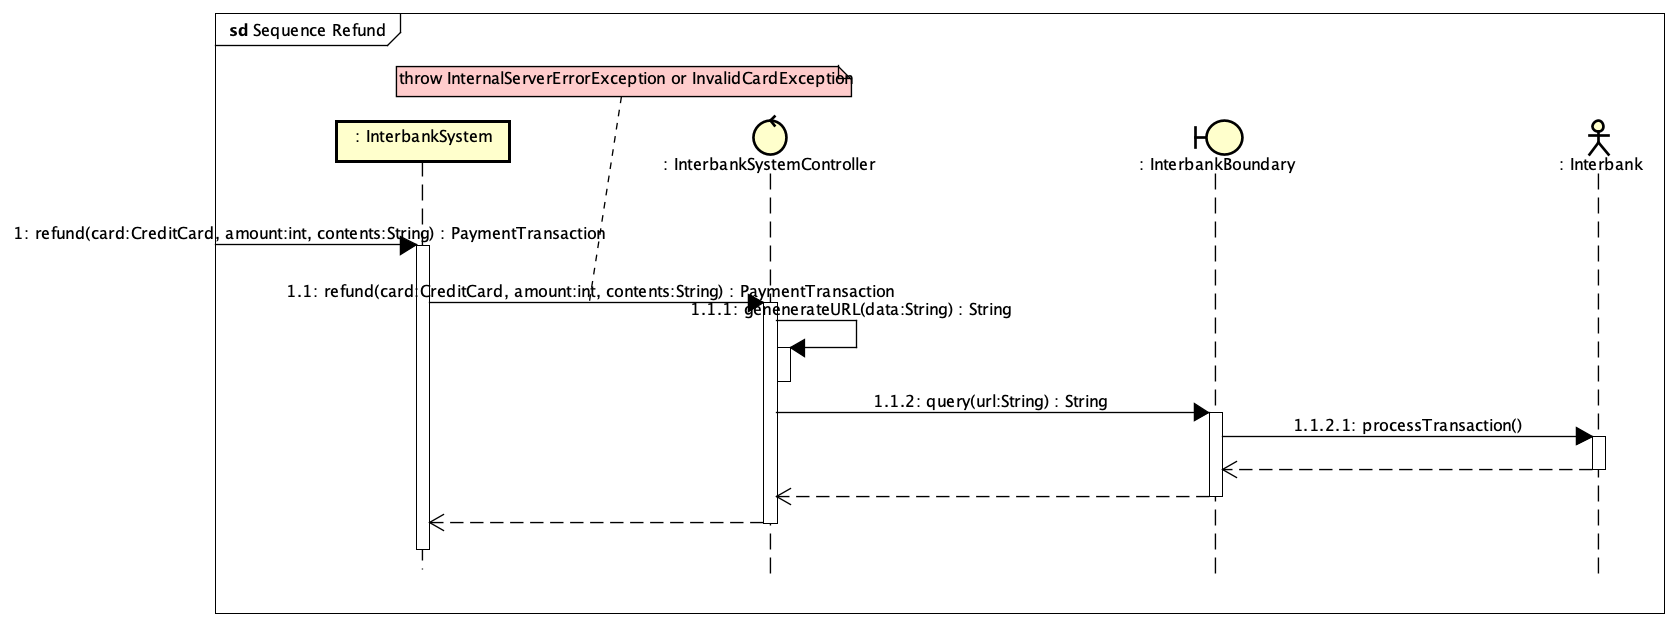 sd Sequence Refund
throw InternalServerErrorException or InvalidCardException
: InterbankSystem
: InterbankSystemController
: InterbankBoundary
: Interbank
1: refund(card:CreditCard, amount:int, contents:String) : PaymentTransaction
1.1: refund(card:CreditCard, amount:int, contents:String) : PaymentTransaction
1.1.1: genenerateURL(data:String) : String
1.1.2: query(url:String) : String
1.1.2.1: processTransaction()